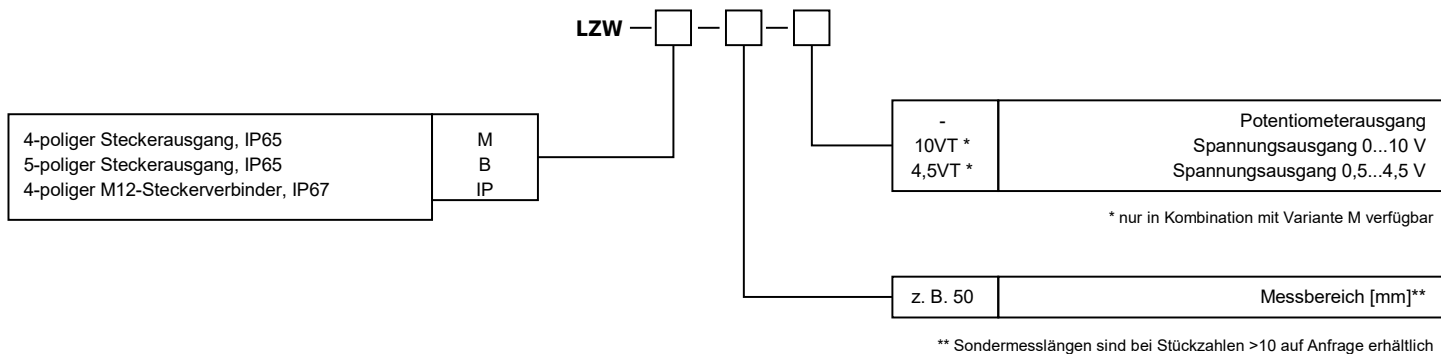 LZW
4-poliger Steckerausgang, IP65 M
5-poliger Steckerausgang, IP65 B
4-poliger M12-Steckerverbinder, IP67 IP
- Potentiometerausgang
10VT * Spannungsausgang 0...10 V
4,5VT * Spannungsausgang 0,5...4,5 V
* nur in Kombination mit Variante M verfügbar
z. B. 50 Messbereich [mm]**
** Sondermesslängen sind bei Stückzahlen >10 auf Anfrage erhältlich